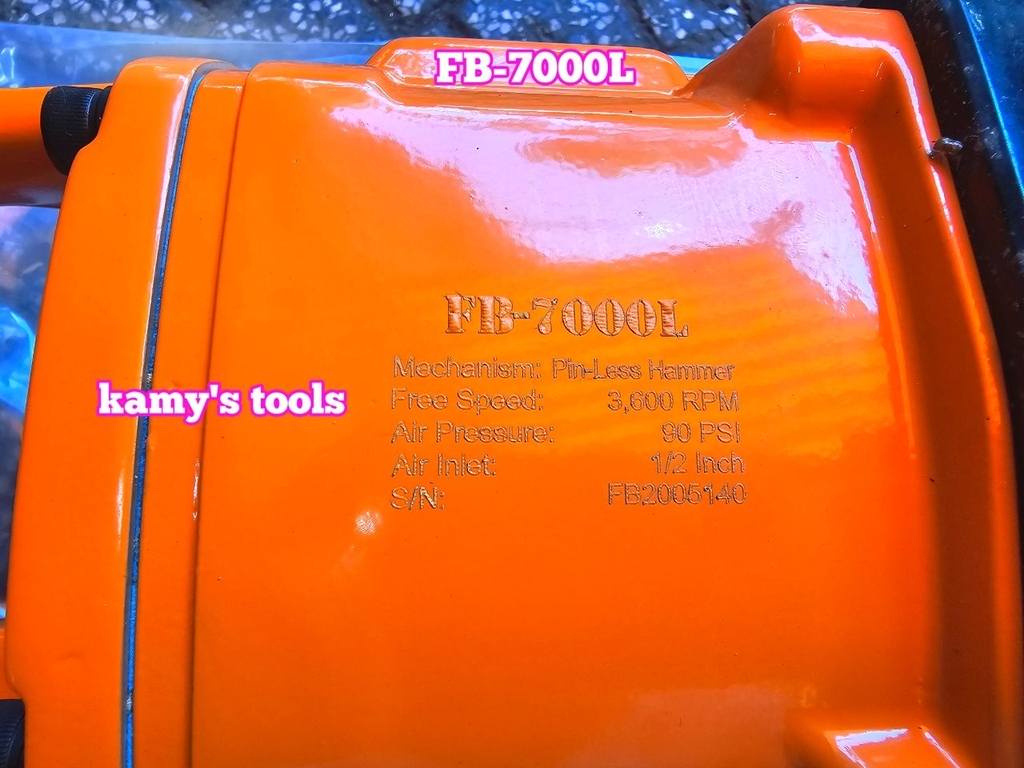 FB-7000L
FB-7000L
Mechanism: Pin-Less Hammer
kamy's tools
Free Speed: 3,600 RPM
Air Pressure: 90 PSI
Air Inlet: 1/2 Inch
S/N: FB2005140